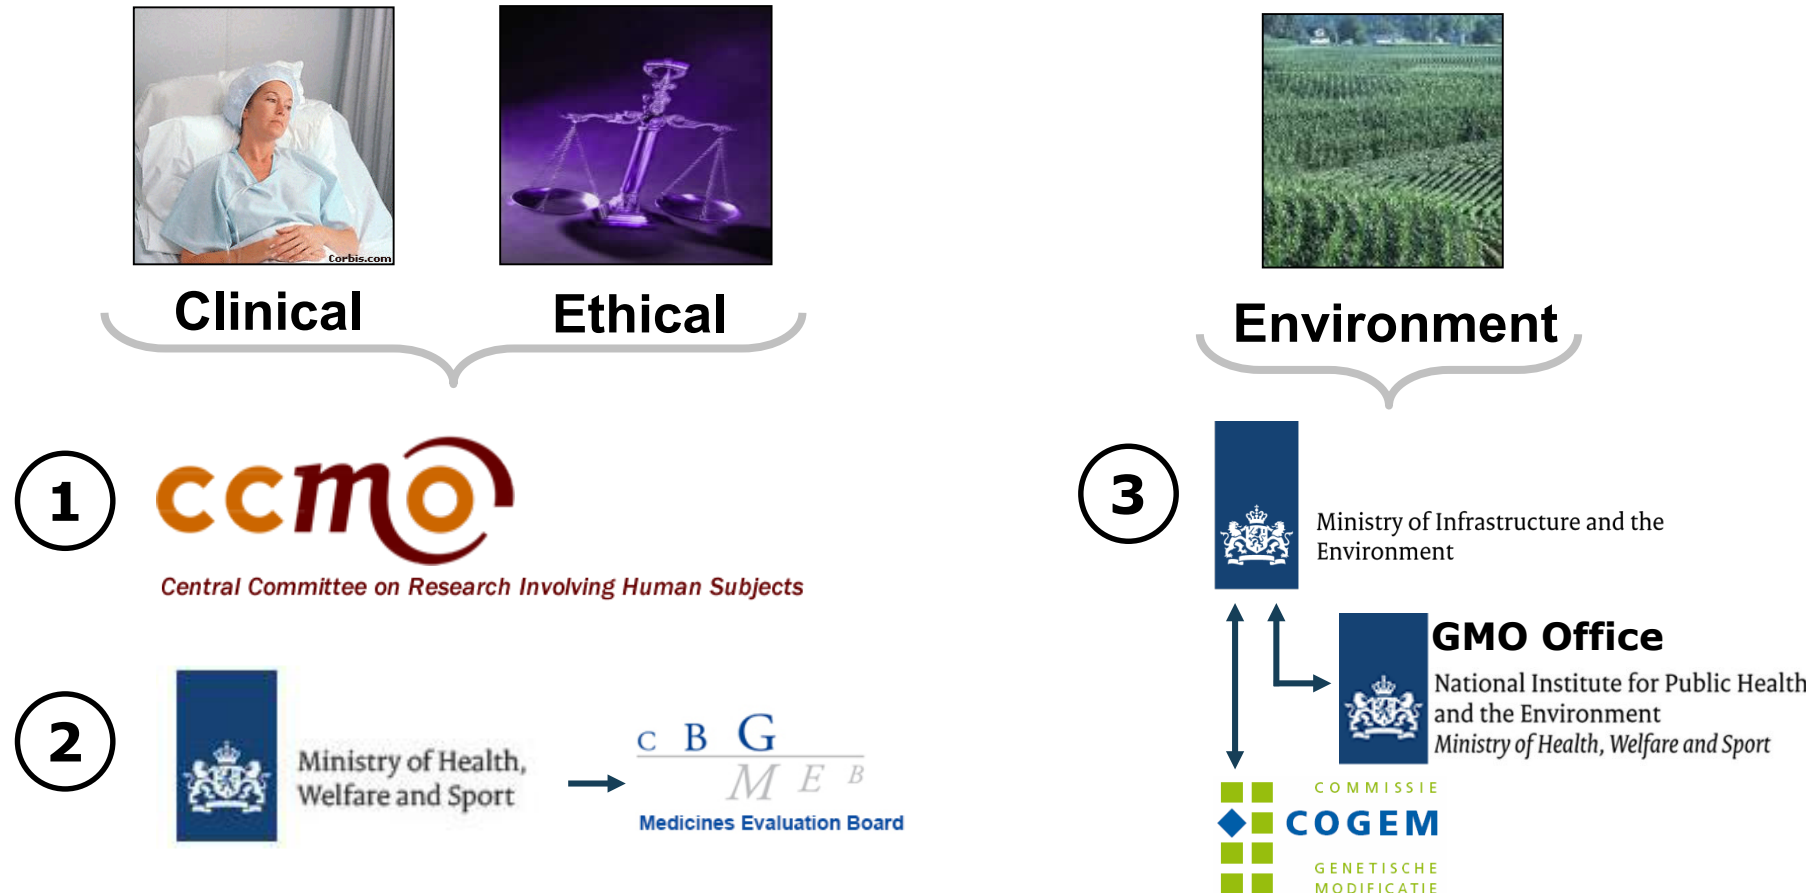 Corbis.com
Clinical
Ethical
Environment
1
ccmo
Central Committee on Research Involving Human Subjects
2
Ministry of Health,
Welfare and Sport
C B G
M E B
Medicines Evaluation Board
3
Ministry of Infrastructure and the
Environment
GMO Office
National Institute for Public Health
and the Environment
Ministry of Health, Welfare and Sport
COMMISSIE
COGEM
GENETISCHE
MODIFICATIE